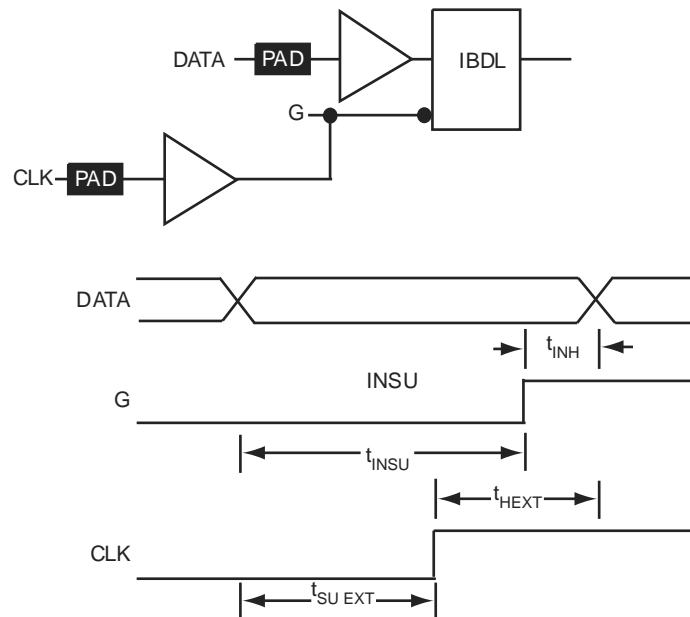 DATA PAD IBDL
G
CLK PAD
DATA
tINH
INSU
G
tINSU
tHEXT
CLK
tSU EXT